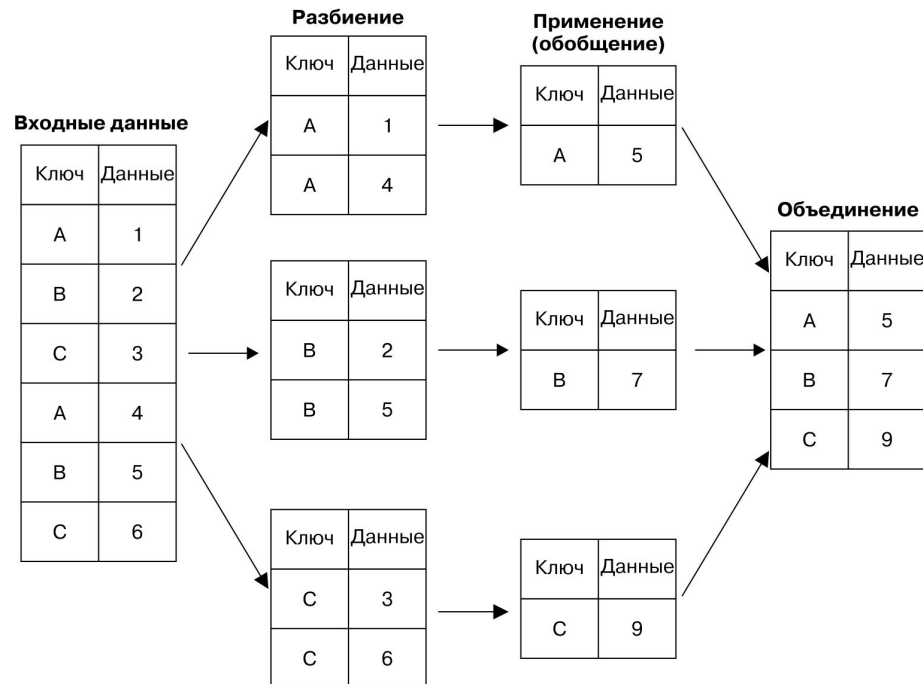 Входные данные
Ключ Данные
A 1
B 2
C 3
A 4
B 5
C 6
Разбиение
Ключ Данные
A 1
A 4
Ключ Данные
B 2
B 5
Ключ Данные
C 3
C 6
Применение
(обобщение)
Ключ Данные
A 5
Ключ Данные
B 7
Ключ Данные
C 9
Объединение
Ключ Данные
A 5
B 7
C 9